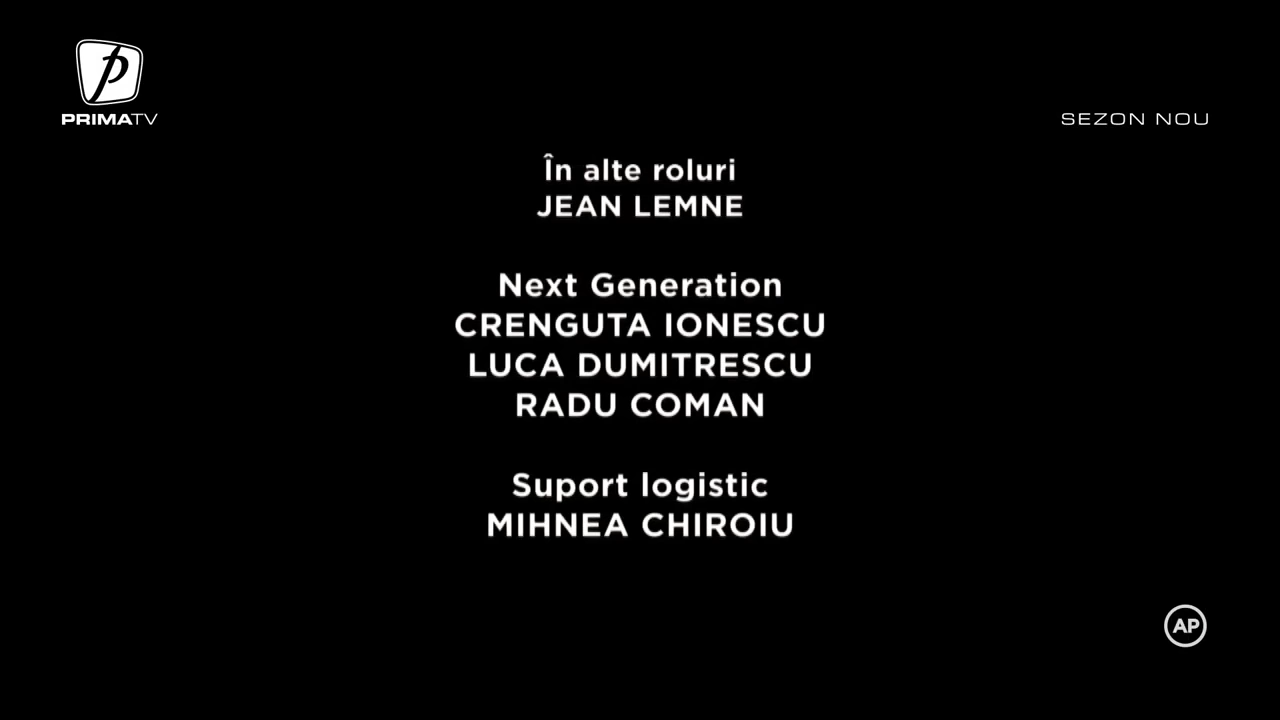 PRIMATV
SEZON NOU
În alte roluri
JEAN LEMNE
Next Generation
CRENGUTA IONESCU
LUCA DUMITRESCU
RADU COMAN
Suport logistic
MIHNEA CHIROIU
AP